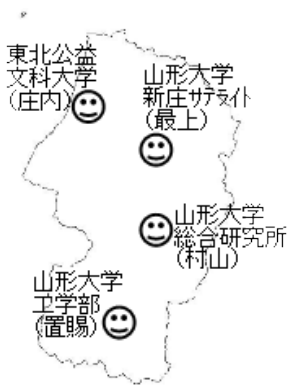 東北公益
文科大学
(庄内)
山形大学
新庄ｻﾃﾗｲﾄ
(最上)
山形大学
総合研究所
(村山)
山形大学
工学部
(置賜)